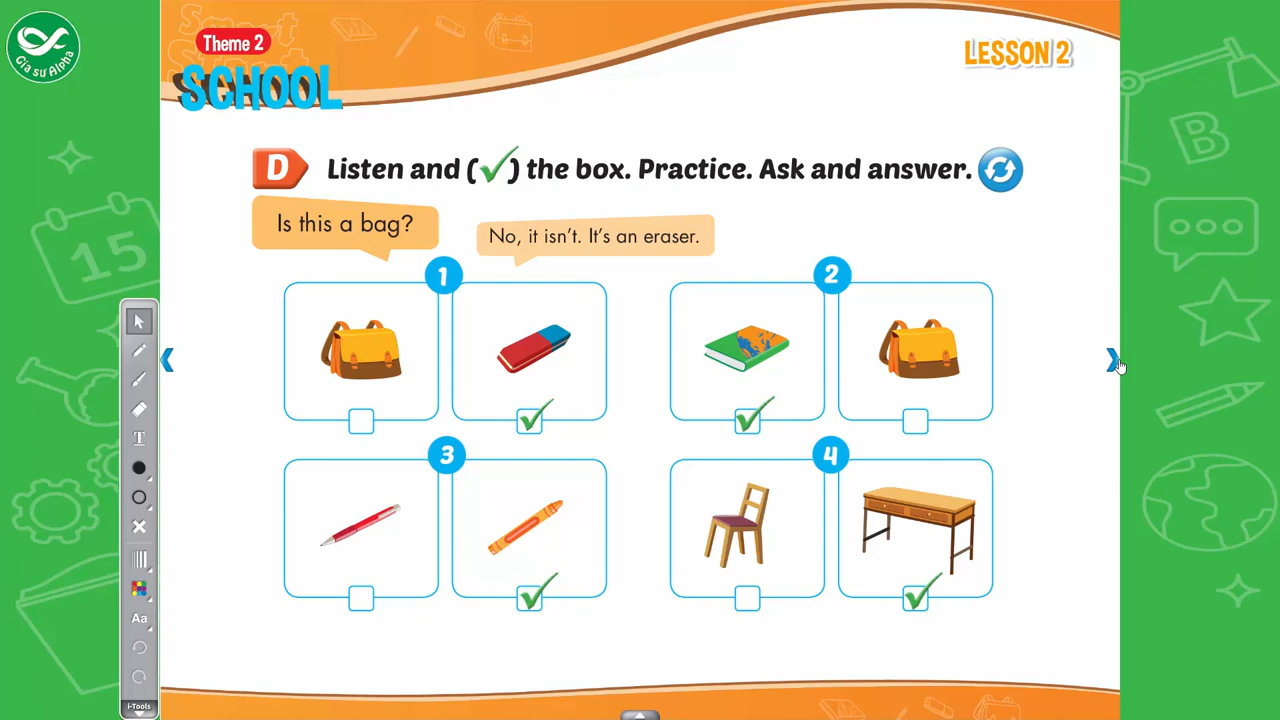 Gia sư Alpha
Theme 2
SCHOOL
LESSON 2
D Listen and (✓) the box. Practice. Ask and answer.
Is this a bag?
No, it isn't. It's an eraser.
1
2
3
4
15
B
T
Aa
i-Tools